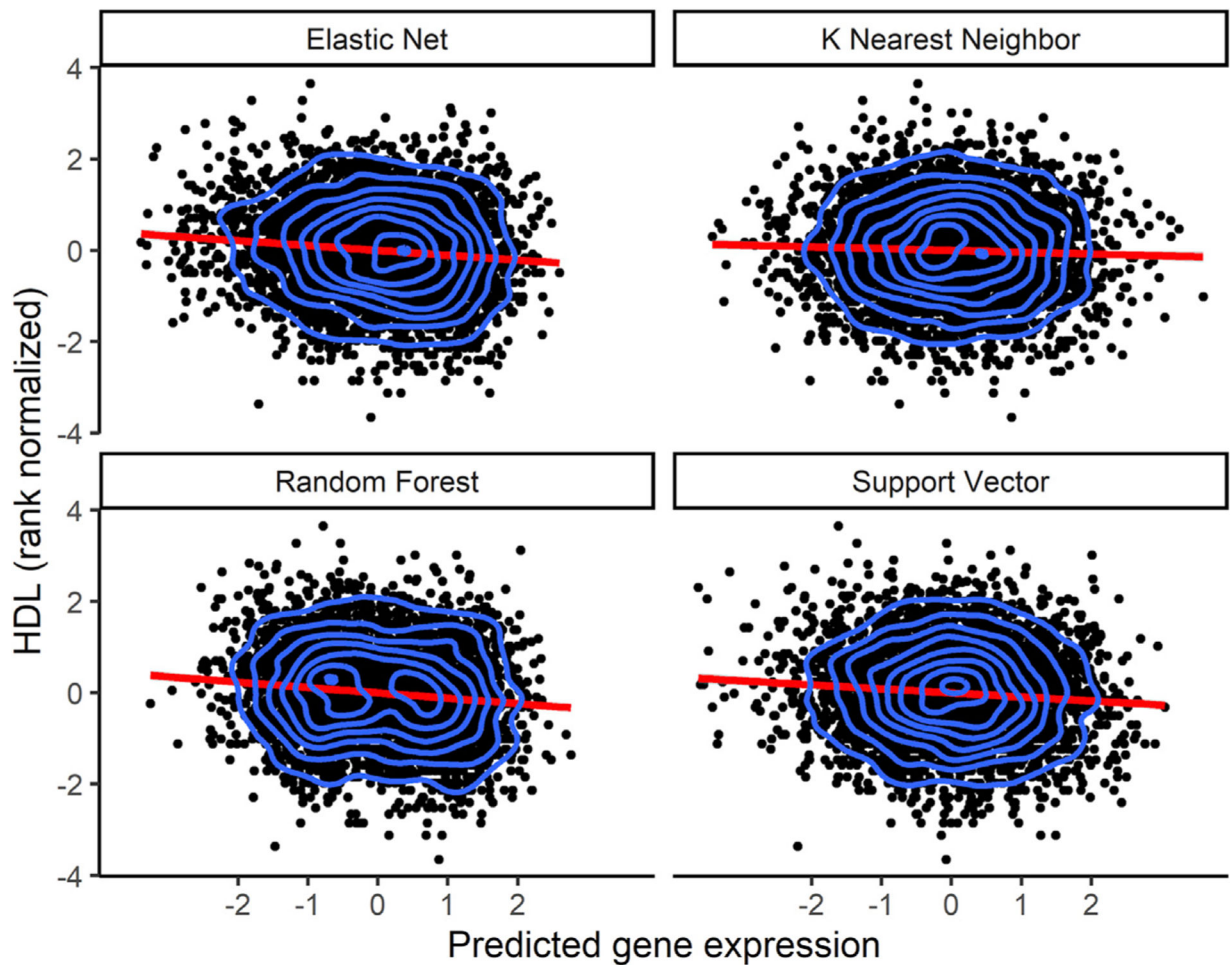 Elastic Net
K Nearest Neighbor
4
2
0
-2
-4
Random Forest
Support Vector
4
2
0
-2
-4
HDL (rank normalized)
-2 -1 0 1 2
-2 -1 0 1 2
Predicted gene expression